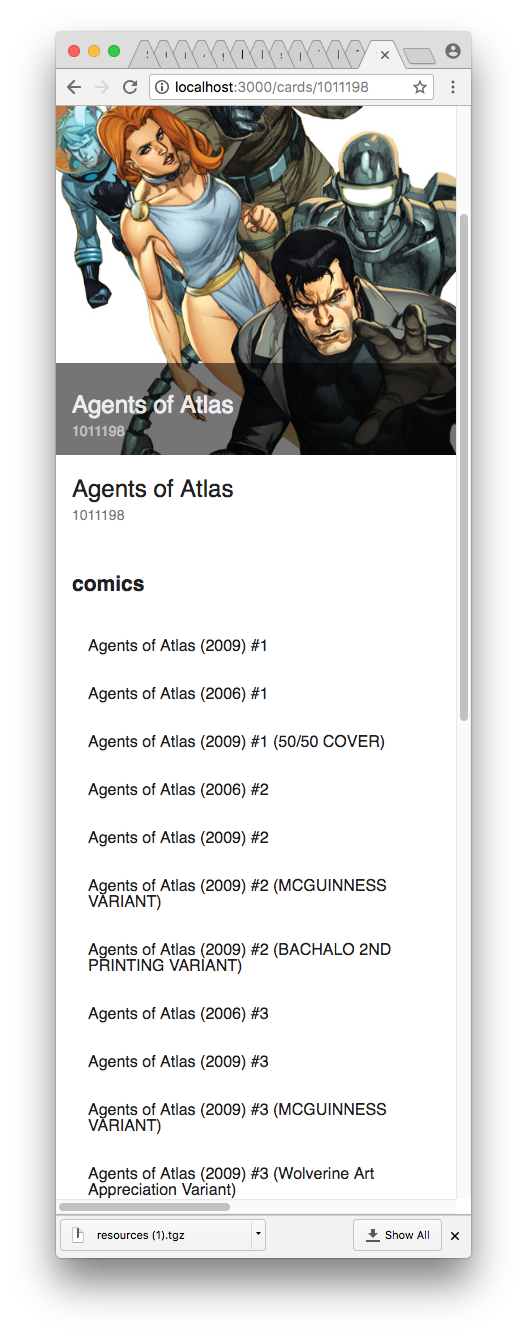 localhost:3000/cards/1011198
Agents of Atlas
1011198
Agents of Atlas
1011198
comics
Agents of Atlas (2009) #1
Agents of Atlas (2006) #1
Agents of Atlas (2009) #1 (50/50 COVER)
Agents of Atlas (2006) #2
Agents of Atlas (2009) #2
Agents of Atlas (2009) #2 (MCGUINNESS
VARIANT)
Agents of Atlas (2009) #2 (BACHALO 2ND
PRINTING VARIANT)
Agents of Atlas (2006) #3
Agents of Atlas (2009) #3
Agents of Atlas (2009) #3 (MCGUINNESS
VARIANT)
Agents of Atlas (2009) #3 (Wolverine Art
Appreciation Variant)
resources (1).tgz
Show All